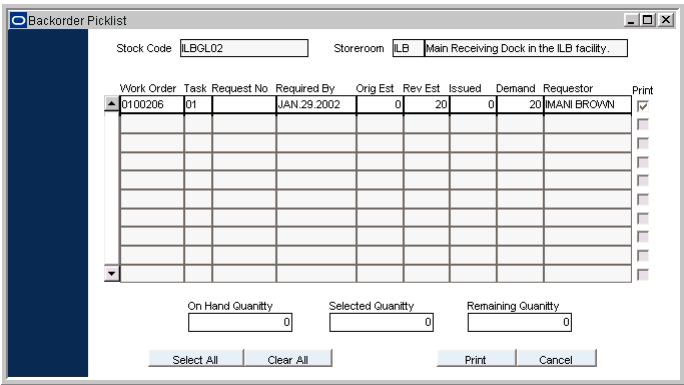 Backorder Picklist
Stock Code ILBGL02 Storeroom ILB Main Receiving Dock in the ILB facility.
Work Order Task Request No Required By Orig Est Rev Est Issued Demand Requestor Print
0100206 01 JAN.29.2002 0 20 0 20 IMANI BROWN
On Hand Quanitty Selected Quanitty Remaining Quanitty
0 0 0
Select All Clear All Print Cancel